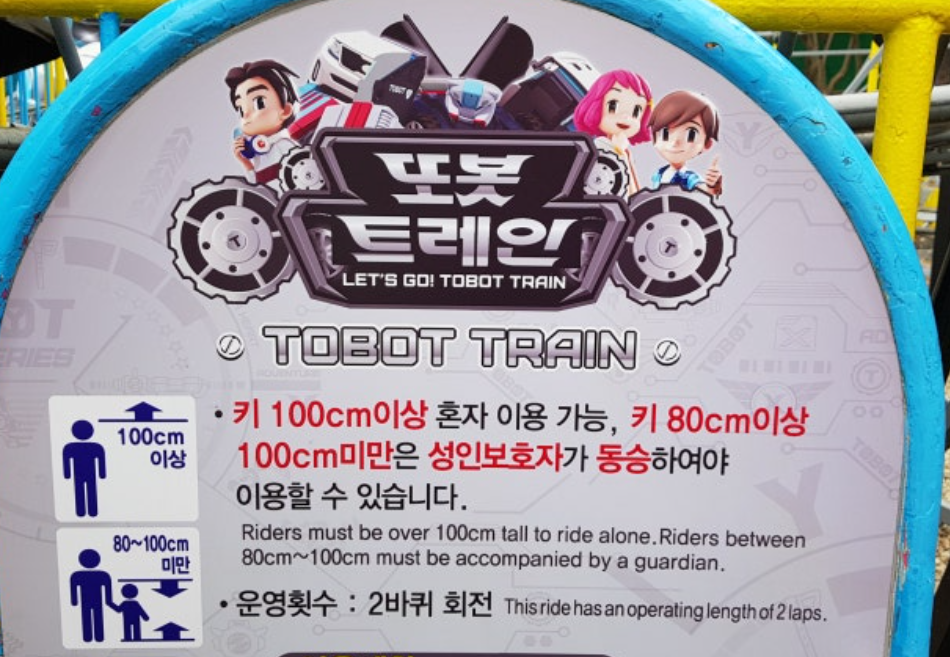 TOBOT
또봇
트레인
LET'S GO! TOBOT TRAIN
TOBOT TRAIN
100cm
이상
• 키 100cm이상 혼자 이용 가능, 키 80cm이상
100cm미만은 성인보호자가 동승하여야
이용할 수 있습니다.
Riders must be over 100cm tall to ride alone.Riders between
80cm~100cm must be accompanied by a guardian.
80~100cm
미만
• 운영횟수 : 2바퀴 회전 This ride has an operating length of 2 laps.